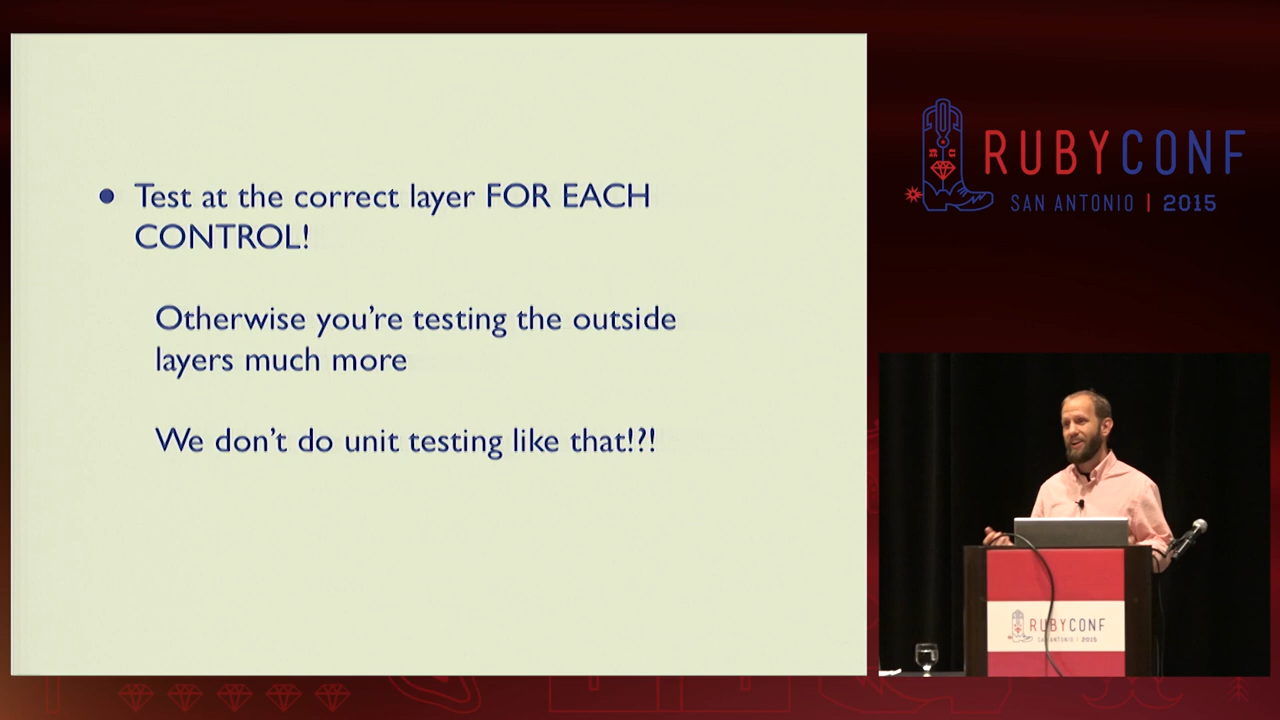 • Test at the correct layer FOR EACH
CONTROL!
Otherwise you're testing the outside
layers much more
We don't do unit testing like that!?!
RUBYCONF
R C
SAN ANTONIO | 2015
RUBYCONF
SAN ANTONIO | 2015